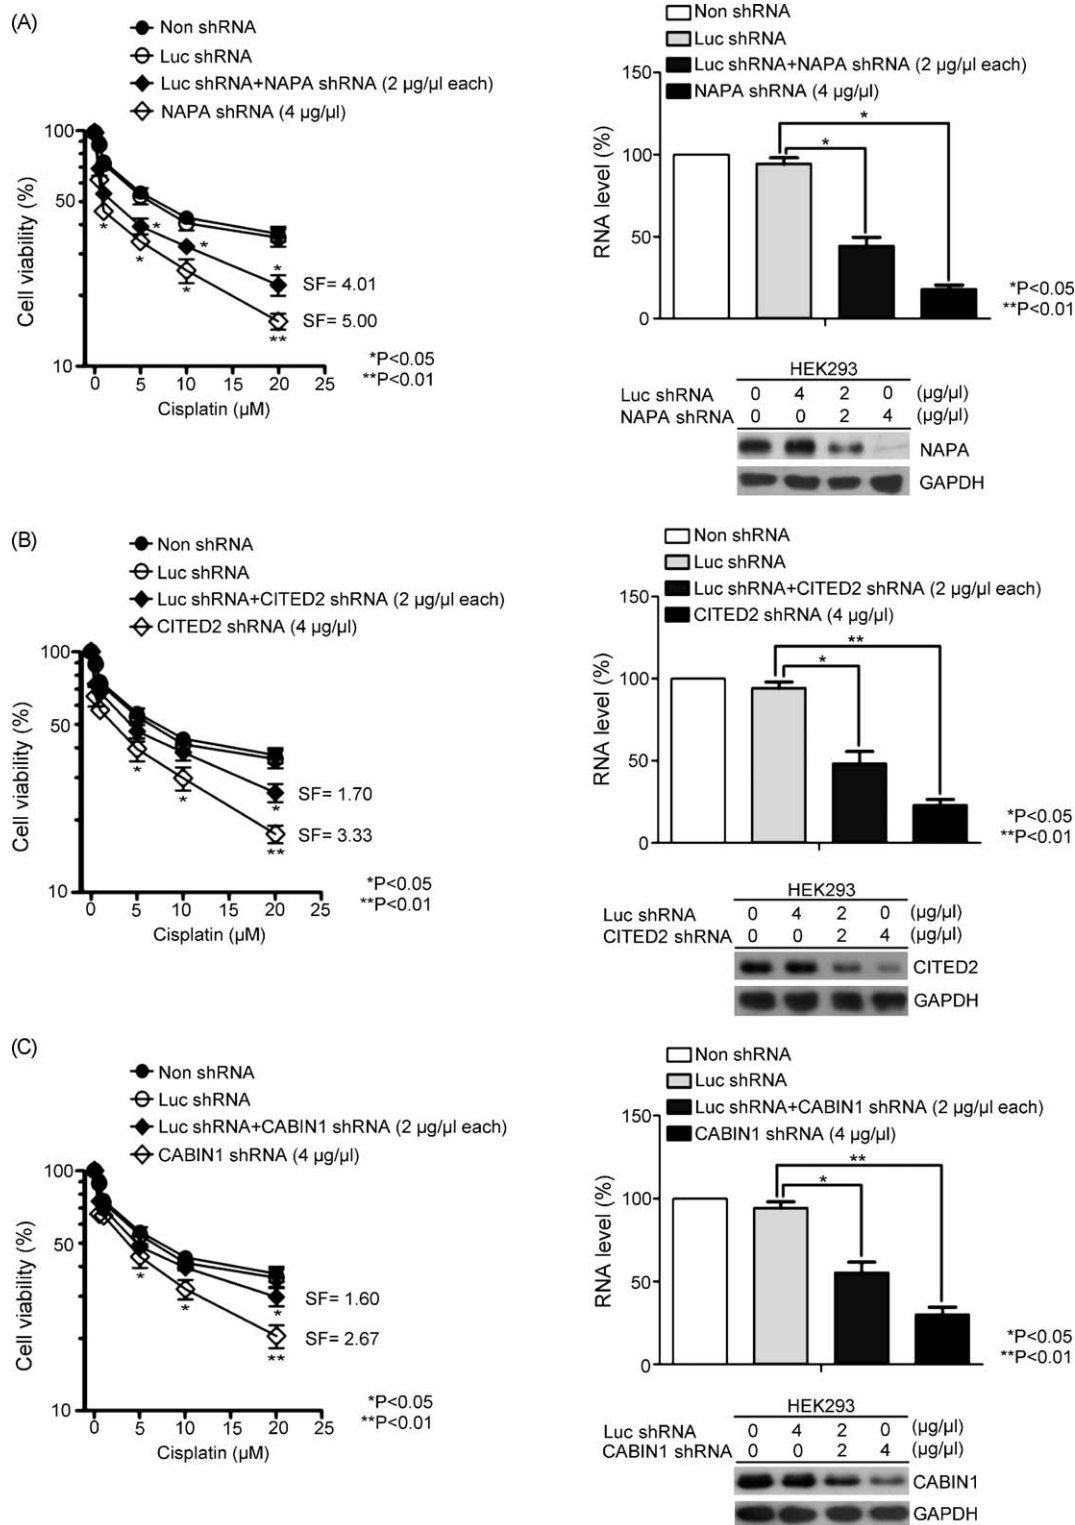 (A)
Non shRNA
Luc shRNA
Luc shRNA+NAPA shRNA (2 µg/µl each)
NAPA shRNA (4 µg/µl)
100
50
10
Cell viability (%)
* * * * * * **
SF= 4.01
SF= 5.00
0 5 10 15 20 25
Cisplatin (µM)
*P<0.05
**P<0.01
Non shRNA
Luc shRNA
Luc shRNA+NAPA shRNA (2 µg/µl each)
NAPA shRNA (4 µg/µl)
150
100
50
0
RNA level (%)
*
*
*P<0.05
**P<0.01
HEK293
Luc shRNA 0 4 2 0 (µg/µl)
NAPA shRNA 0 0 2 4 (µg/µl)
NAPA
GAPDH
(B)
Non shRNA
Luc shRNA
Luc shRNA+CITED2 shRNA (2 µg/µl each)
CITED2 shRNA (4 µg/µl)
100
50
10
Cell viability (%)
* * * **
SF= 1.70
SF= 3.33
0 5 10 15 20 25
Cisplatin (µM)
*P<0.05
**P<0.01
Non shRNA
Luc shRNA
Luc shRNA+CITED2 shRNA (2 µg/µl each)
CITED2 shRNA (4 µg/µl)
150
100
50
0
RNA level (%)
**
*
*P<0.05
**P<0.01
HEK293
Luc shRNA 0 4 2 0 (µg/µl)
CITED2 shRNA 0 0 2 4 (µg/µl)
CITED2
GAPDH
(C)
Non shRNA
Luc shRNA
Luc shRNA+CABIN1 shRNA (2 µg/µl each)
CABIN1 shRNA (4 µg/µl)
100
50
10
Cell viability (%)
* * * **
SF= 1.60
SF= 2.67
0 5 10 15 20 25
Cisplatin (µM)
*P<0.05
**P<0.01
Non shRNA
Luc shRNA
Luc shRNA+CABIN1 shRNA (2 µg/µl each)
CABIN1 shRNA (4 µg/µl)
150
100
50
0
RNA level (%)
**
*
*P<0.05
**P<0.01
HEK293
Luc shRNA 0 4 2 0 (µg/µl)
CABIN1 shRNA 0 0 2 4 (µg/µl)
CABIN1
GAPDH